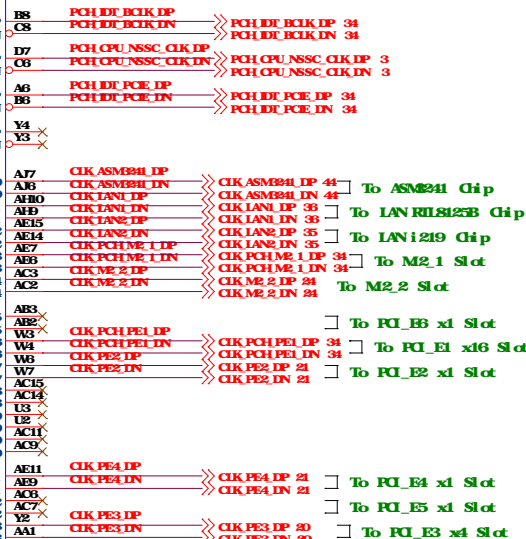 B8 PCH_IDT_BCLK_DP PCH_IDT_BCLK_DP 34
C8 PCH_IDT_BCLK_DN PCH_IDT_BCLK_DN 34
D7 PCH_CPU_NSSC_CLK_DP PCH_CPU_NSSC_CLK_DP 3
C6 PCH_CPU_NSSC_CLK_DN PCH_CPU_NSSC_CLK_DN 3
A6 PCH_IDT_PCIE_DP PCH_IDT_PCIE_DP 34
B6 PCH_IDT_PCIE_DN PCH_IDT_PCIE_DN 34
Y4
Y3
AJ7 CLK_ASM3241_DP CLK_ASM3241_DP 44
AJ6 CLK_ASM3241_DN CLK_ASM3241_DN 44 To ASM3241 Chip
AH10 CLK_LAN1_DP CLK_LAN1_DP 36
AH9 CLK_LAN1_DN CLK_LAN1_DN 36 To LAN RTL8125B Chip
AE15 CLK_LAN2_DP CLK_LAN2_DP 35
AE14 CLK_LAN2_DN CLK_LAN2_DN 35 To LAN i219 Chip
AE7 CLK_PCH_M2_1_DP CLK_PCH_M2_1_DP 34
AE6 CLK_PCH_M2_1_DN CLK_PCH_M2_1_DN 34 To M2_1 Slot
AC3 CLK_M2_2_DP CLK_M2_2_DP 24
AC2 CLK_M2_2_DN CLK_M2_2_DN 24 To M2_2 Slot
AB3
AB2 To PCI_E6 x1 Slot
W3 CLK_PCH_PE1_DP CLK_PCH_PE1_DP 34
W4 CLK_PCH_PE1_DN CLK_PCH_PE1_DN 34 To PCI_E1 x16 Slot
W6 CLK_PE2_DP CLK_PE2_DP 21
W7 CLK_PE2_DN CLK_PE2_DN 21 To PCI_E2 x1 Slot
AC15
AC14
U3
U2
AC11
AC9
AE11 CLK_PE4_DP CLK_PE4_DP 21
AE9 CLK_PE4_DN CLK_PE4_DN 21 To PCI_E4 x1 Slot
AC6
AC7 To PCI_E5 x1 Slot
Y2 CLK_PE3_DP CLK_PE3_DP 20
AA1 CLK_PE3_DN CLK_PE3_DN 20 To PCI_E3 x4 Slot